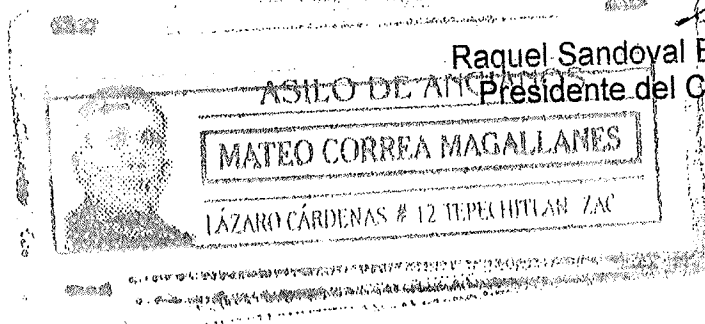 Raquel Sandoval
Presidente del
ASILO DE ANCIANOS
MATEO CORREA MAGALLANES
LÁZARO CÁRDENAS # 12 TEPECHITLAN ZAC